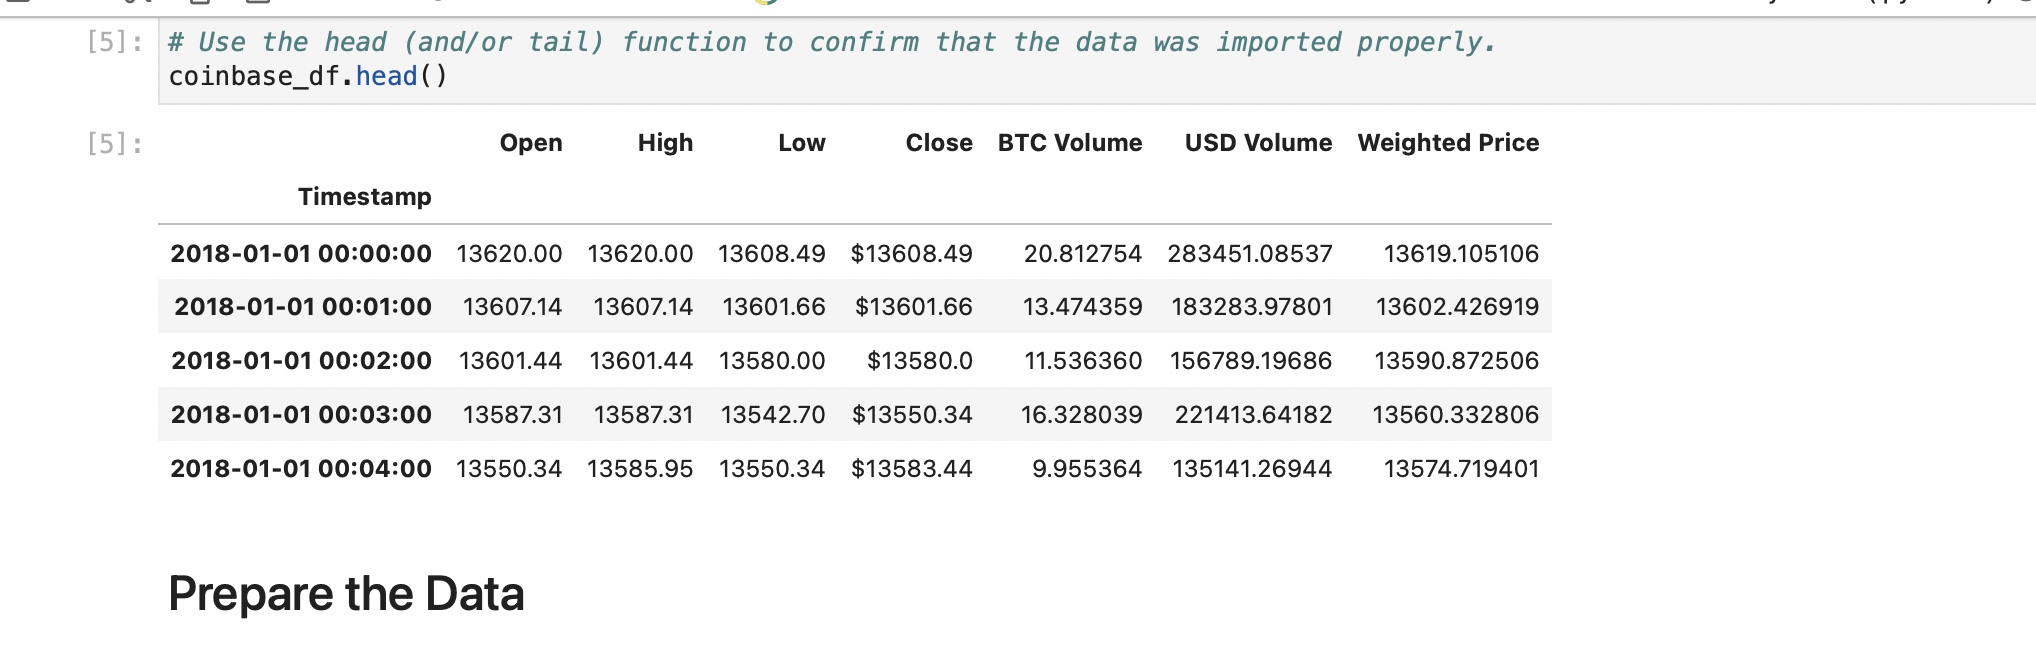 [5]: # Use the head (and/or tail) function to confirm that the data was imported properly.
coinbase_df.head()
[5]: Open High Low Close BTC Volume USD Volume Weighted Price
Timestamp
2018-01-01 00:00:00 13620.00 13620.00 13608.49 $13608.49 20.812754 283451.08537 13619.105106
2018-01-01 00:01:00 13607.14 13607.14 13601.66 $13601.66 13.474359 183283.97801 13602.426919
2018-01-01 00:02:00 13601.44 13601.44 13580.00 $13580.0 11.536360 156789.19686 13590.872506
2018-01-01 00:03:00 13587.31 13587.31 13542.70 $13550.34 16.328039 221413.64182 13560.332806
2018-01-01 00:04:00 13550.34 13585.95 13550.34 $13583.44 9.955364 135141.26944 13574.719401
Prepare the Data